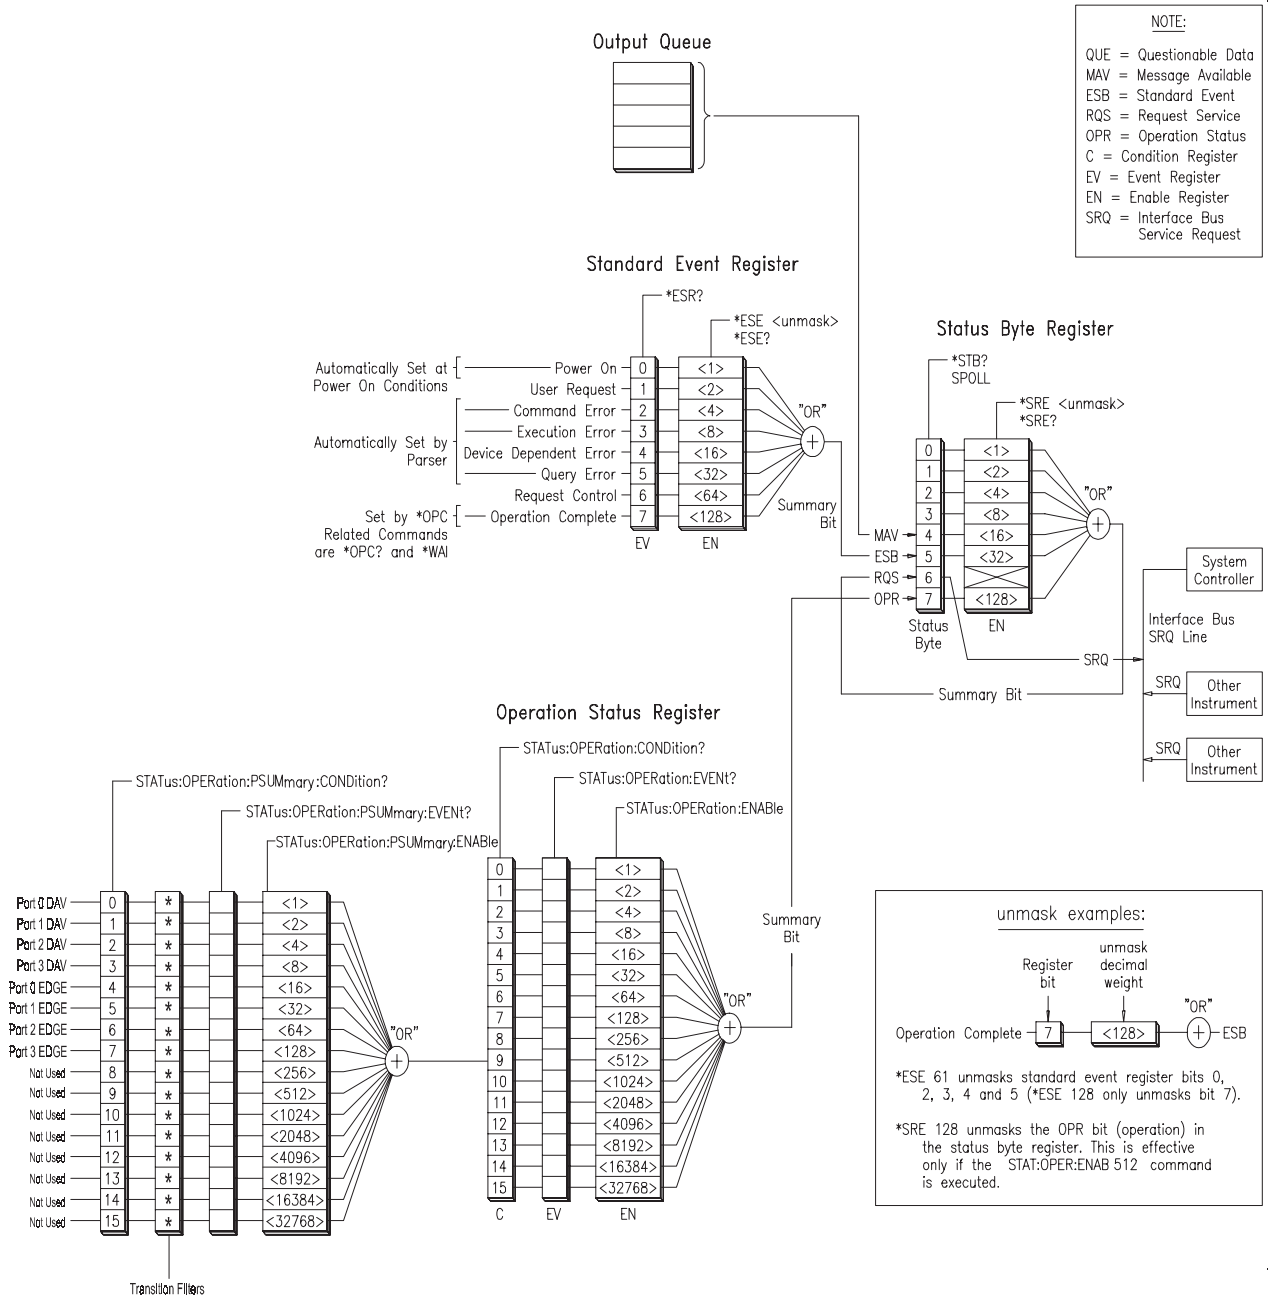 NOTE:
QUE = Questionable Data
MAV = Message Available
ESB = Standard Event
RQS = Request Service
OPR = Operation Status
C = Condition Register
EV = Event Register
EN = Enable Register
SRQ = Interface Bus
Service Request
Output Queue
Standard Event Register
*ESR?
*ESE <unmask>
*ESE?
Automatically Set at
Power On Conditions
Automatically Set by
Parser
Set by *OPC
Related Commands
are *OPC? and *WAI
Power On 0 <1>
User Request 1 <2>
Command Error 2 <4>
Execution Error 3 <8>
Device Dependent Error 4 <16>
Query Error 5 <32>
Request Control 6 <64>
Operation Complete 7 <128>
EV EN
"OR"
+
Summary
Bit
Status Byte Register
*STB?
SPOLL
*SRE <unmask>
*SRE?
0 <1>
1 <2>
2 <4>
3 <8>
MAV 4 <16>
ESB 5 <32>
RQS 6
OPR 7 <128>
Status
Byte
EN
"OR"
+
SRQ
Summary Bit
System
Controller
Interface Bus
SRQ Line
SRQ
Other
Instrument
SRQ
Other
Instrument
Operation Status Register
STATus:OPERation:CONDition?
STATus:OPERation:EVENt?
STATus:OPERation:ENABle
0 <1>
1 <2>
2 <4>
3 <8>
4 <16>
5 <32>
6 <64>
7 <128>
8 <256>
9 <512>
10 <1024>
11 <2048>
12 <4096>
13 <8192>
14 <16384>
15 <32768>
C EV EN
"OR"
+
Summary
Bit
STATus:OPERation:PSUMmary:CONDition?
STATus:OPERation:PSUMmary:EVENt?
STATus:OPERation:PSUMmary:ENABle
Port 0 DAV 0 * <1>
Port 1 DAV 1 * <2>
Port 2 DAV 2 * <4>
Port 3 DAV 3 * <8>
Port 0 EDGE 4 * <16>
Port 1 EDGE 5 * <32>
Port 2 EDGE 6 * <64>
Port 3 EDGE 7 * <128>
Not Used 8 * <256>
Not Used 9 * <512>
Not Used 10 * <1024>
Not Used 11 * <2048>
Not Used 12 * <4096>
Not Used 13 * <8192>
Not Used 14 * <16384>
Not Used 15 * <32768>
"OR"
+
Transition Filters
unmask examples:
Register
bit
unmask
decimal
weight
Operation Complete 7 <128> "OR" + ESB
*ESE 61 unmasks standard event register bits 0,
2, 3, 4 and 5 (*ESE 128 only unmasks bit 7).
*SRE 128 unmasks the OPR bit (operation) in
the status byte register. This is effective
only if the STAT:OPER:ENAB 512 command
is executed.